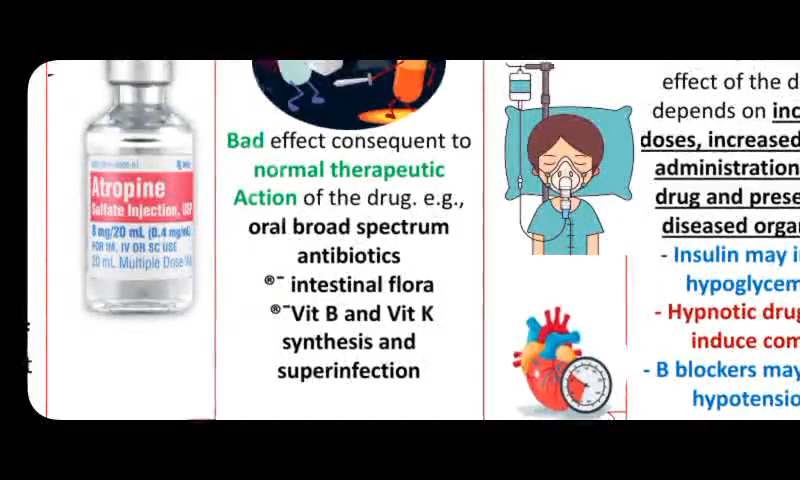 Atropine
Sulfate Injection, USP
8 mg/20 mL (0.4 mg/mL)
FOR IM, IV OR SC USE
20 mL Multiple Dose
Bad effect consequent to
normal therapeutic
Action of the drug. e.g.,
oral broad spectrum
antibiotics
®¯ intestinal flora
®¯Vit B and Vit K
synthesis and
superinfection
effect of the d
depends on inc
doses, increased
administration
drug and prese
diseased organ
- Insulin may i
hypoglycem
- Hypnotic drug
induce com
- B blockers may
hypotensio